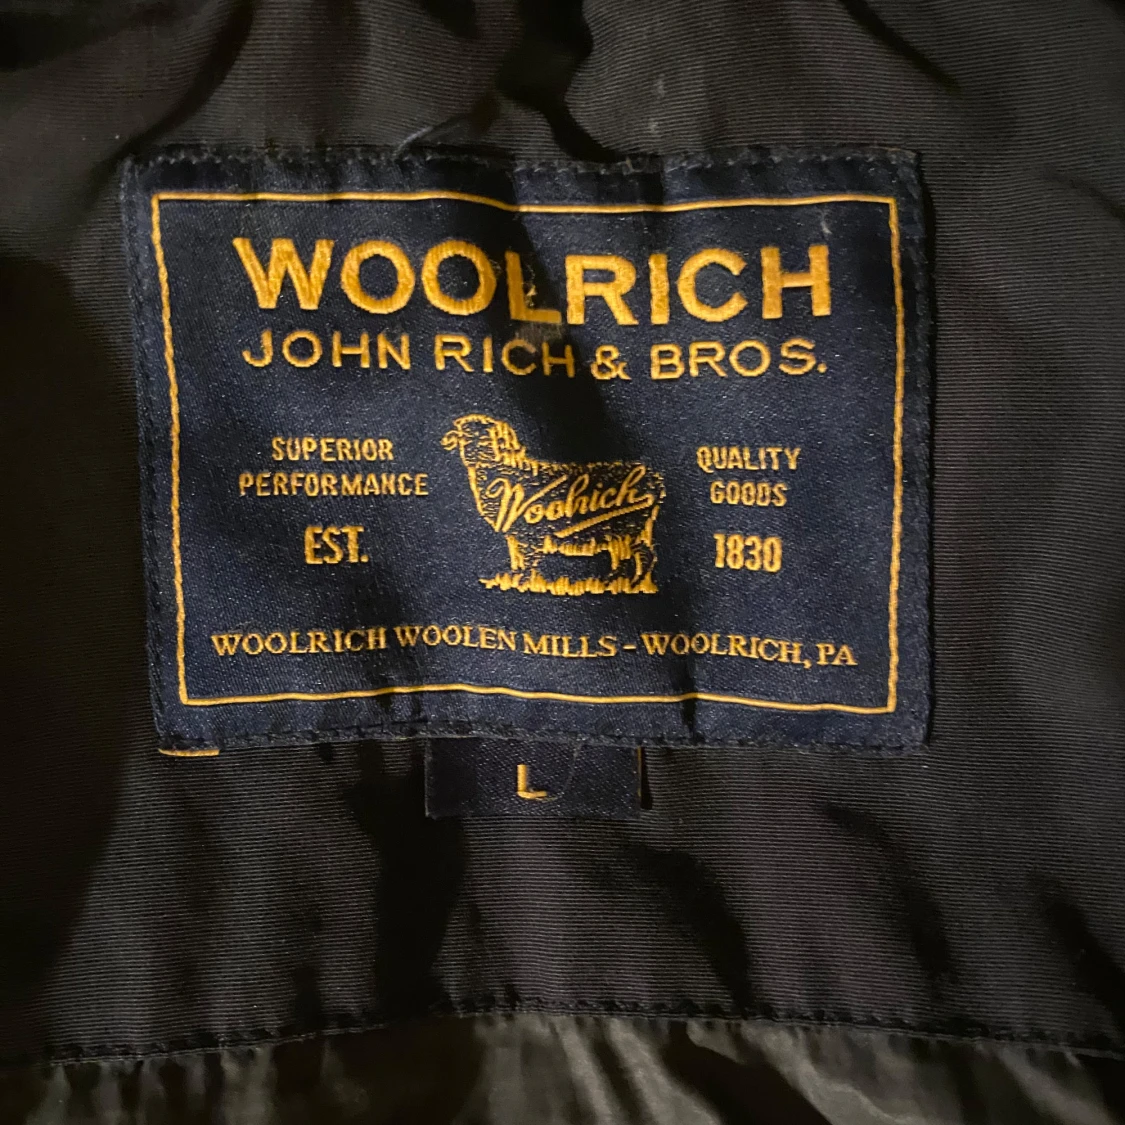 WOOLRICH
JOHN RICH & BROS.
SUPERIOR
PERFORMANCE
EST.
Woolrich
QUALITY
GOODS
1830
WOOLRICH WOOLEN MILLS - WOOLRICH, PA
L